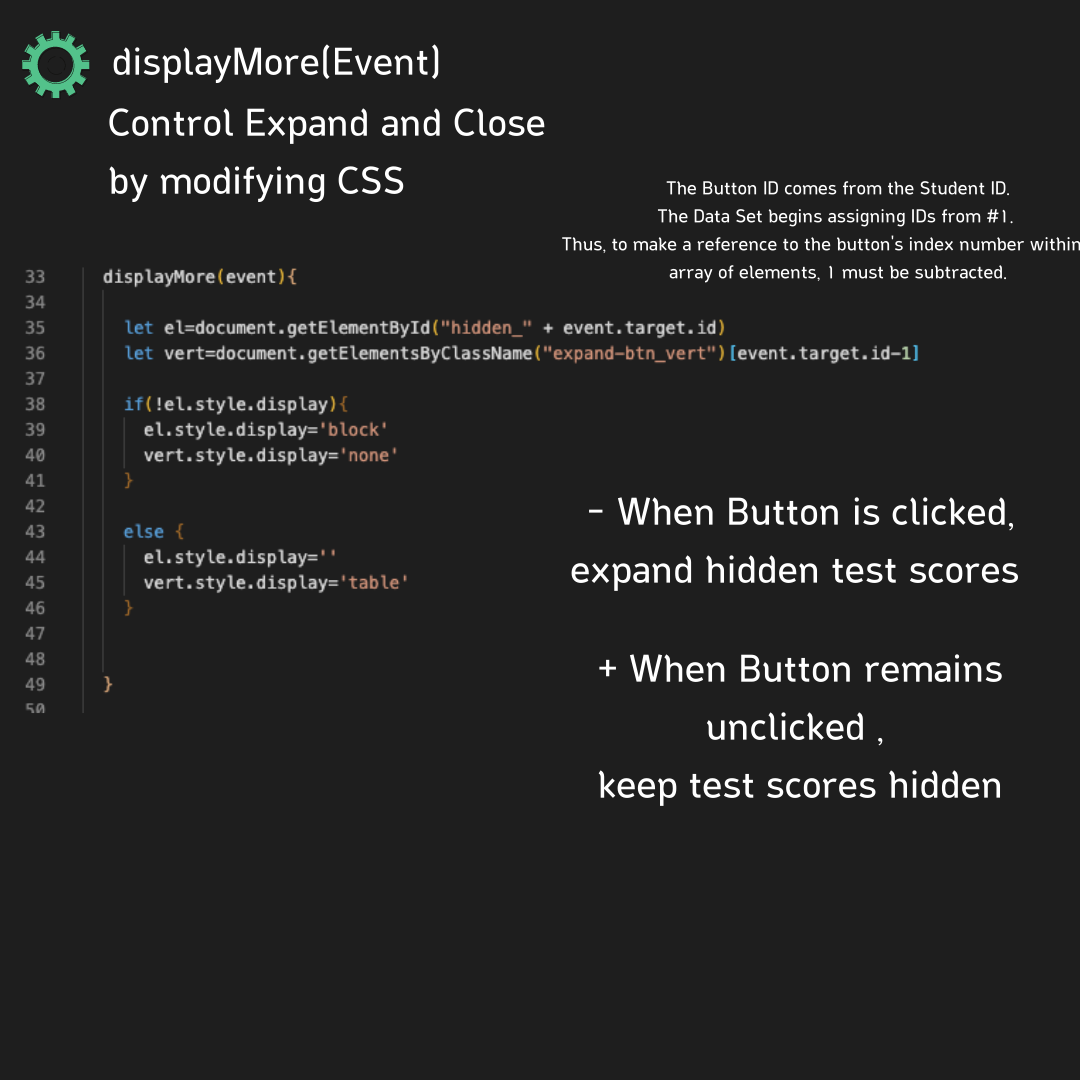 displayMore(Event)
Control Expand and Close
by modifying CSS
The Button ID comes from the Student ID.
The Data Set begins assigning IDs from #1.
Thus, to make a reference to the button's index number within
array of elements, 1 must be subtracted.
33 displayMore(event){
34
35 let el=document.getElementById("hidden_" + event.target.id)
36 let vert=document.getElementsByClassName("expand-btn_vert")[event.target.id-1]
37
38 if(!el.style.display){
39 el.style.display='block'
40 vert.style.display='none'
41 }
42
43 else {
44 el.style.display=''
45 vert.style.display='table'
46 }
47
48
49 }
50
- When Button is clicked,
expand hidden test scores
+ When Button remains
unclicked ,
keep test scores hidden